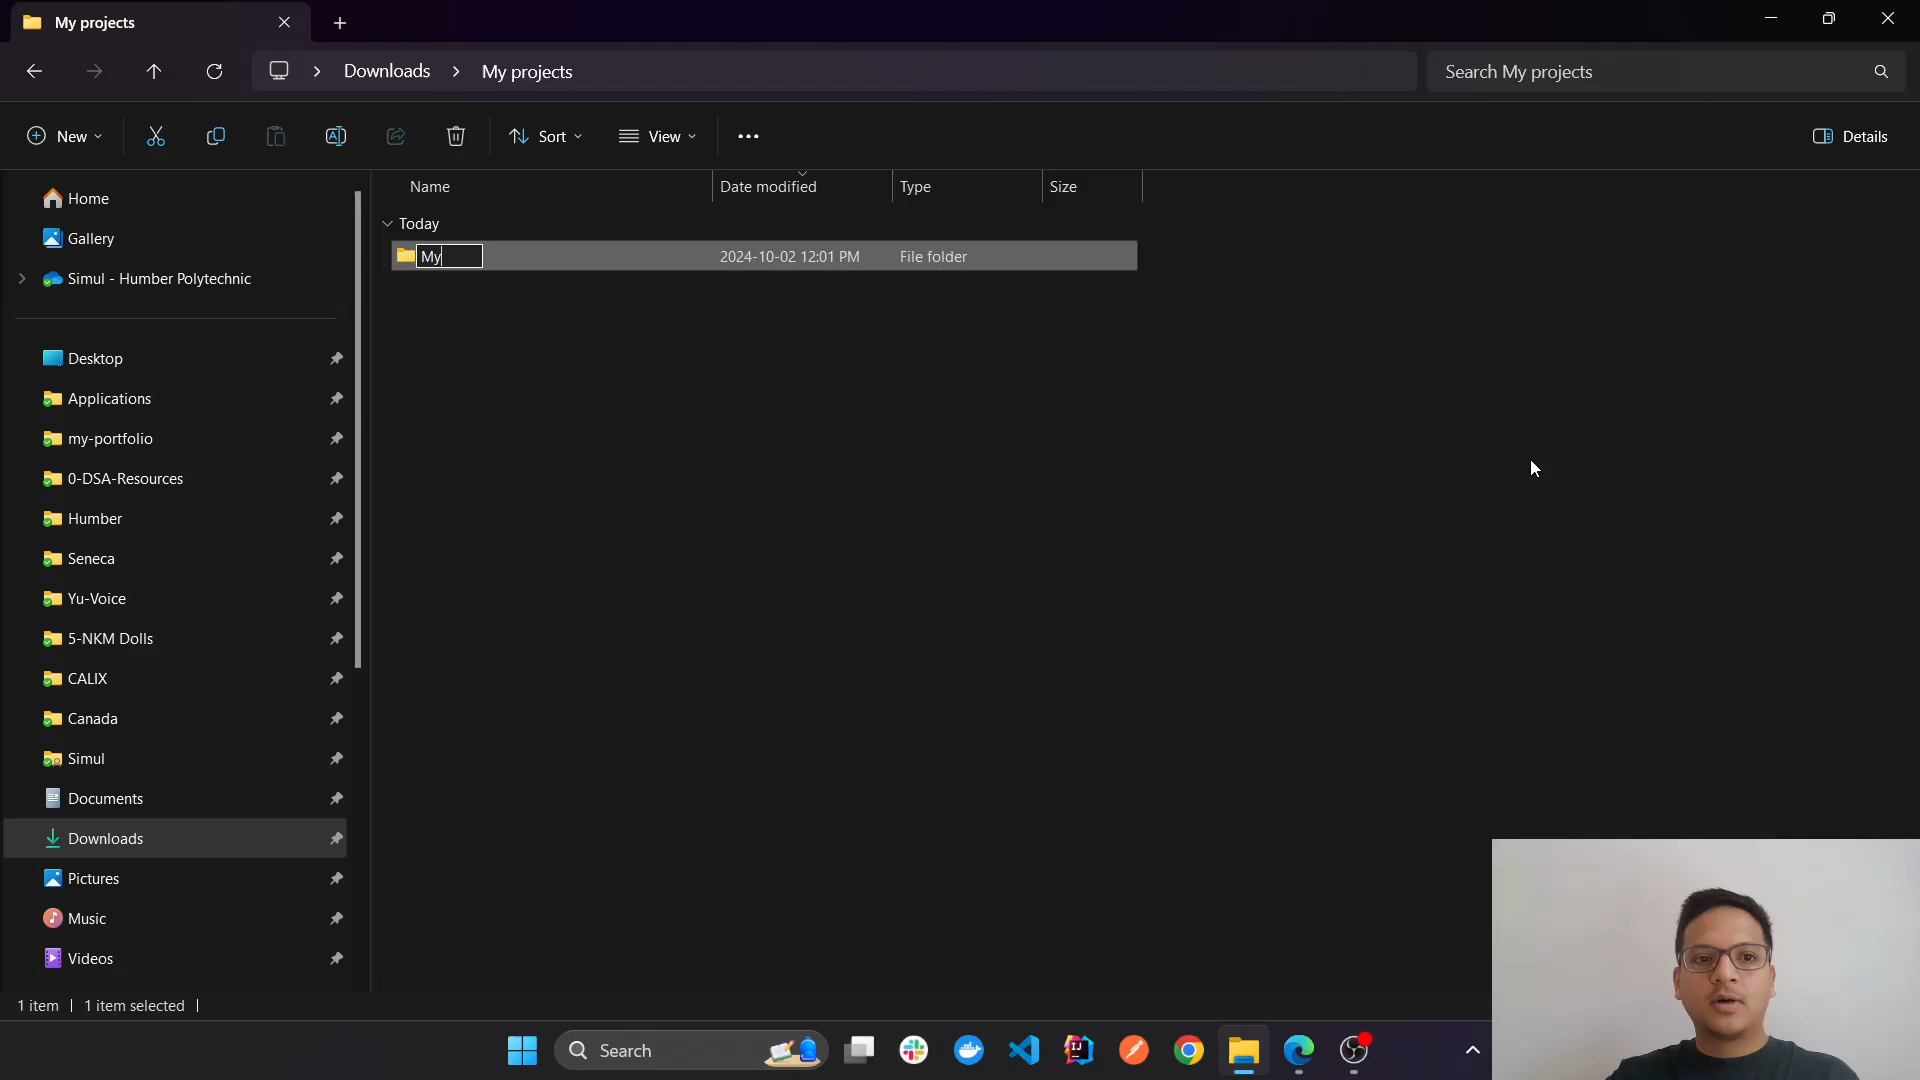 My projects
Downloads My projects
Search My projects
New Sort View Details
Name Date modified Type Size
Today
My 2024-10-02 12:01 PM File folder
Home
Gallery
Simul - Humber Polytechnic
Desktop
Applications
my-portfolio
0-DSA-Resources
Humber
Seneca
Yu-Voice
5-NKM Dolls
CALIX
Canada
Simul
Documents
Downloads
Pictures
Music
Videos
1 item 1 item selected
Search